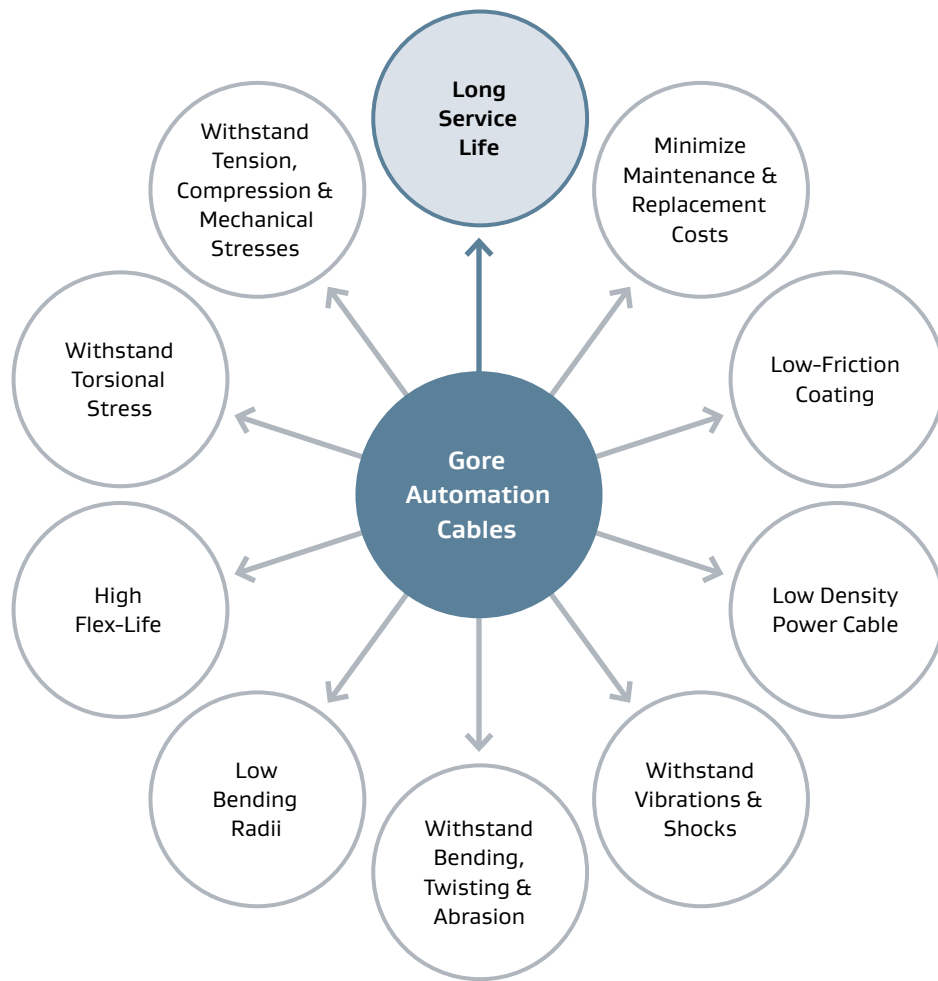 Long
Service
Life
Minimize
Maintenance &
Replacement
Costs
Low-Friction
Coating
Low Density
Power Cable
Withstand
Vibrations &
Shocks
Withstand
Bending,
Twisting &
Abrasion
Low
Bending
Radii
High
Flex-Life
Withstand
Torsional
Stress
Withstand
Tension,
Compression &
Mechanical
Stresses
Gore
Automation
Cables